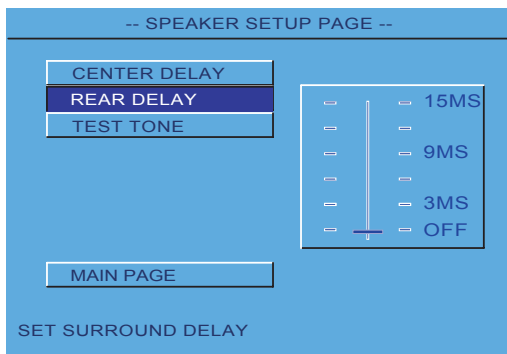 -- SPEAKER SETUP PAGE --
CENTER DELAY
REAR DELAY
TEST TONE
15MS
9MS
3MS
OFF
MAIN PAGE
SET SURROUND DELAY